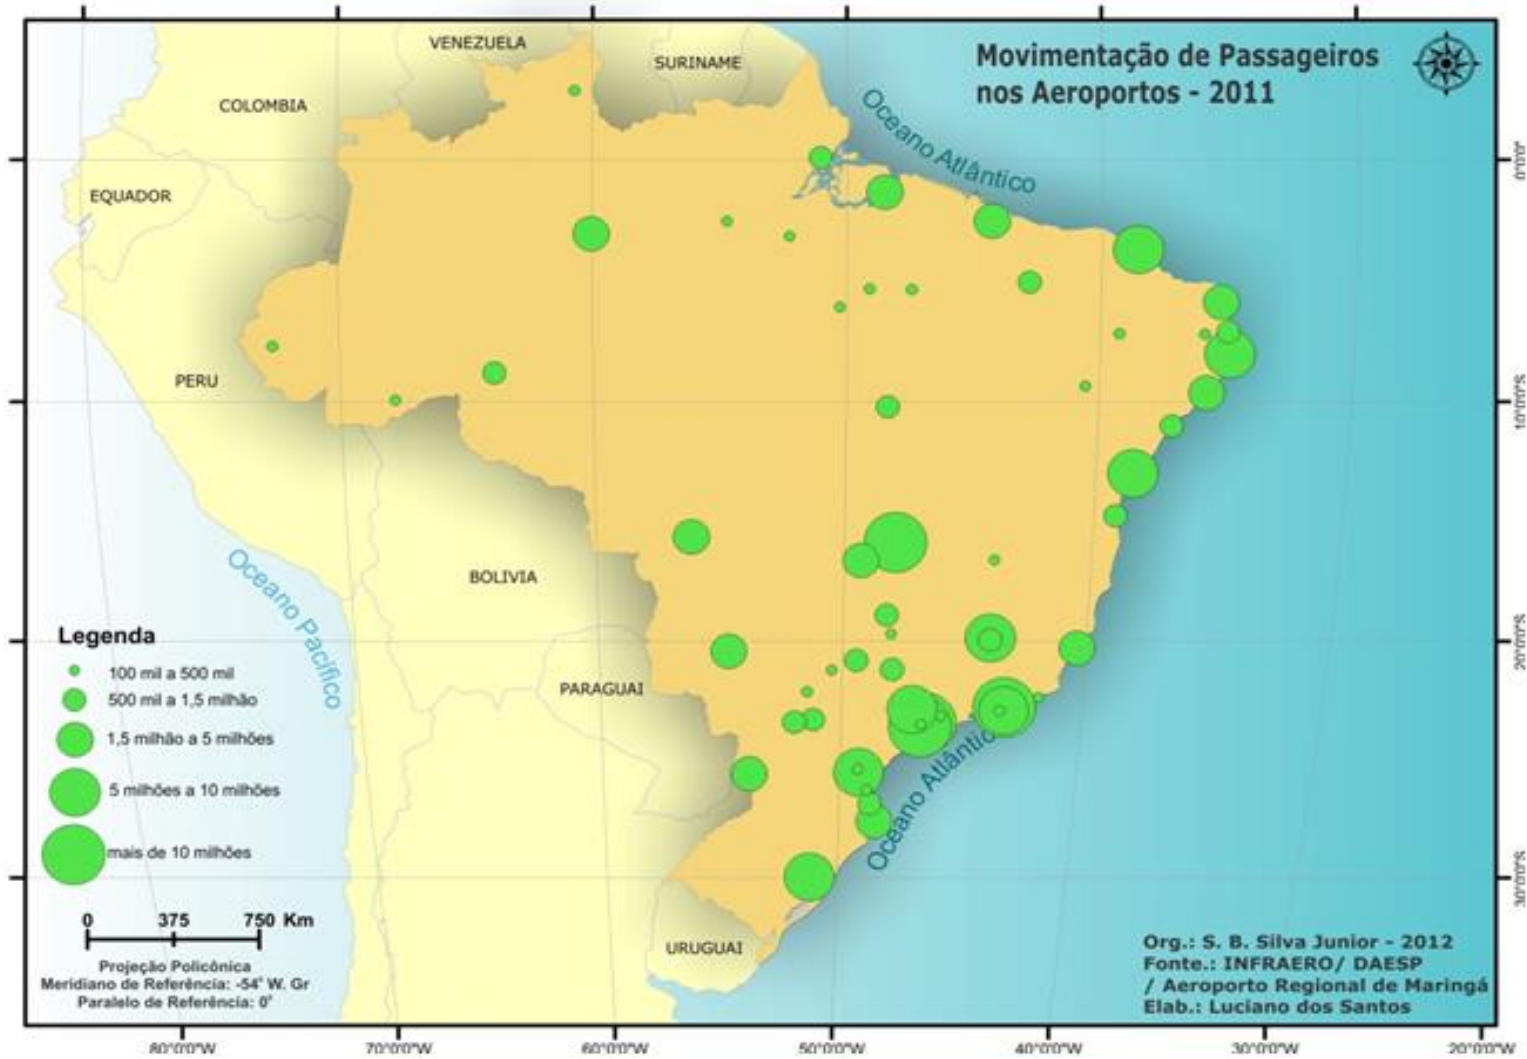 Movimentação de Passageiros
nos Aeroportos - 2011
VENEZUELA
SURINAME
COLOMBIA
Oceano Atlântico
EQUADOR
PERU
BOLIVIA
Oceano Pacífico
PARAGUAI
Oceano Atlântico
URUGUAI
Legenda
100 mil a 500 mil
500 mil a 1,5 milhão
1,5 milhão a 5 milhões
5 milhões a 10 milhões
mais de 10 milhões
0 375 750 Km
Projeção Policônica
Meridiano de Referência: -54° W. Gr
Paralelo de Referência: 0°
Org.: S. B. Silva Junior - 2012
Fonte.: INFRAERO/ DAESP
/ Aeroporto Regional de Maringá
Elab.: Luciano dos Santos
0°0'0"
10°0'0"S
20°0'0"S
30°0'0"S
80°0'0"W 70°0'0"W 60°0'0"W 50°0'0"W 40°0'0"W 30°0'0"W 20°0'0"W